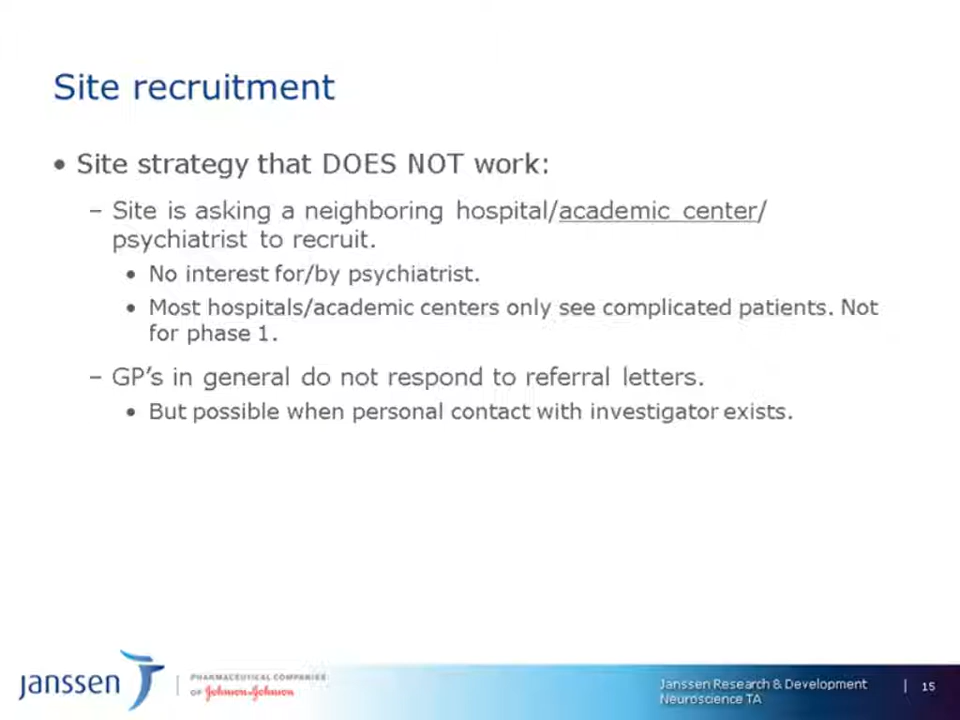 Site recruitment
• Site strategy that DOES NOT work:
– Site is asking a neighboring hospital/academic center/
psychiatrist to recruit.
• No interest for/by psychiatrist.
• Most hospitals/academic centers only see complicated patients. Not
for phase 1.
– GP’s in general do not respond to referral letters.
• But possible when personal contact with investigator exists.
janssen
PHARMACEUTICAL COMPANIES
OF Johnson & Johnson
Janssen Research & Development
Neuroscience TA
| 15